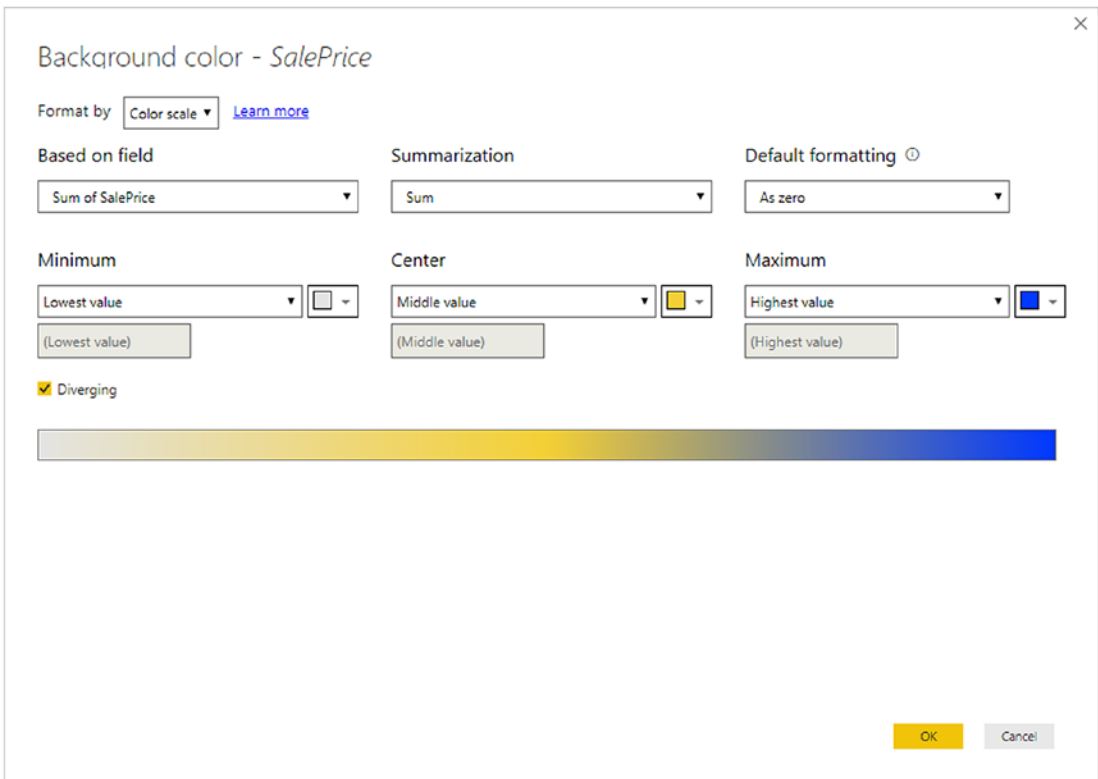 Background color - SalePrice
Format by Color scale Learn more
Based on field Summarization Default formatting
Sum of SalePrice Sum As zero
Minimum Center Maximum
Lowest value Middle value Highest value
(Lowest value) (Middle value) (Highest value)
Diverging
OK Cancel